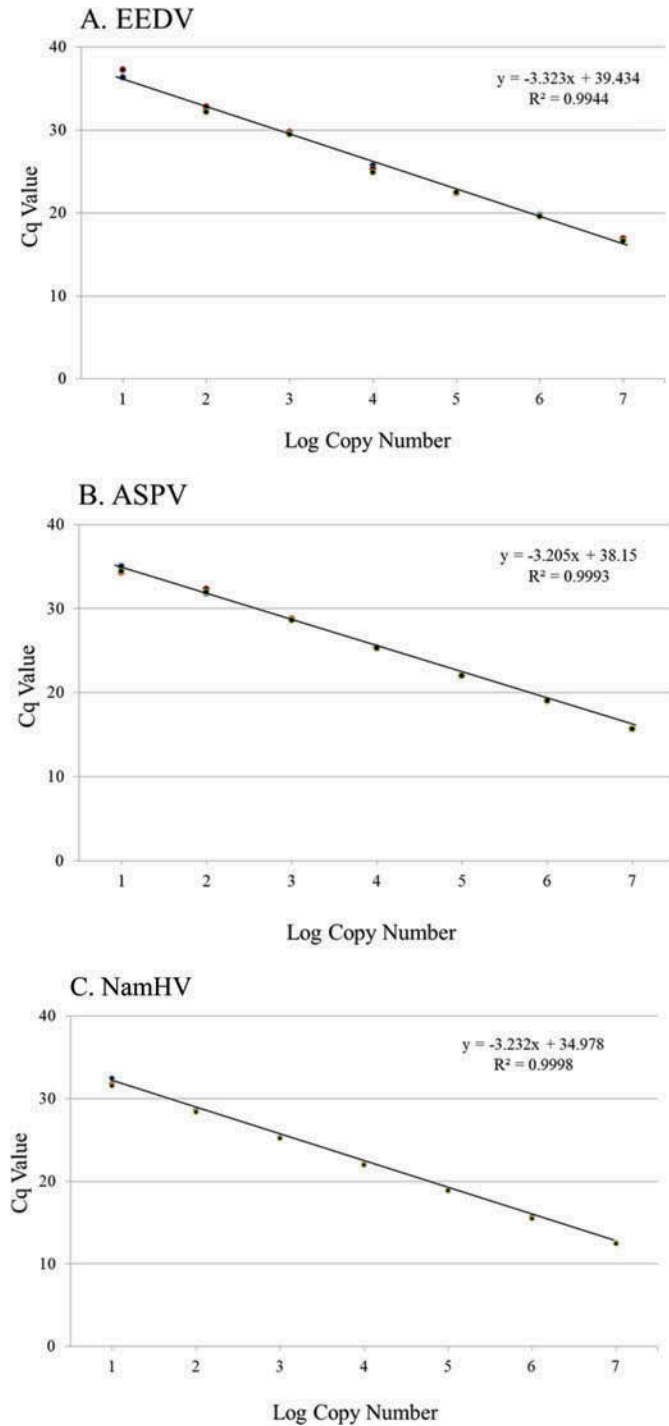 A. EEDV
y = -3.323x + 39.434
R² = 0.9944
40
30
20
10
0
Cq Value
1 2 3 4 5 6 7
Log Copy Number
B. ASPV
y = -3.205x + 38.15
R² = 0.9993
40
30
20
10
0
Cq Value
1 2 3 4 5 6 7
Log Copy Number
C. NamHV
y = -3.232x + 34.978
R² = 0.9998
40
30
20
10
0
Cq Value
1 2 3 4 5 6 7
Log Copy Number